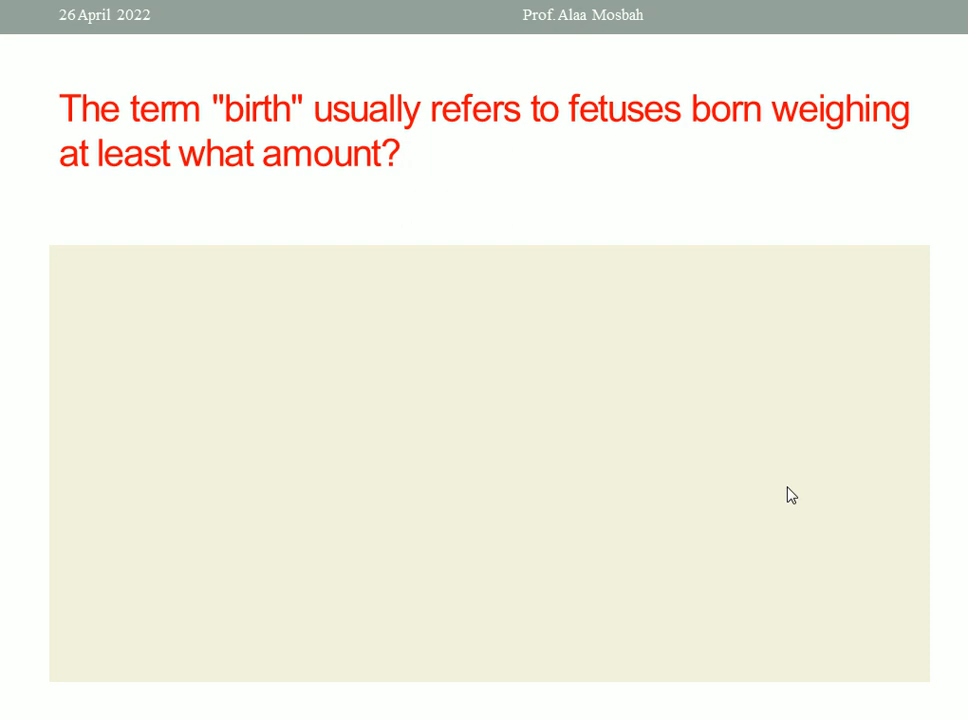 26 April 2022 Prof. Alaa Mosbah
The term "birth" usually refers to fetuses born weighing
at least what amount?